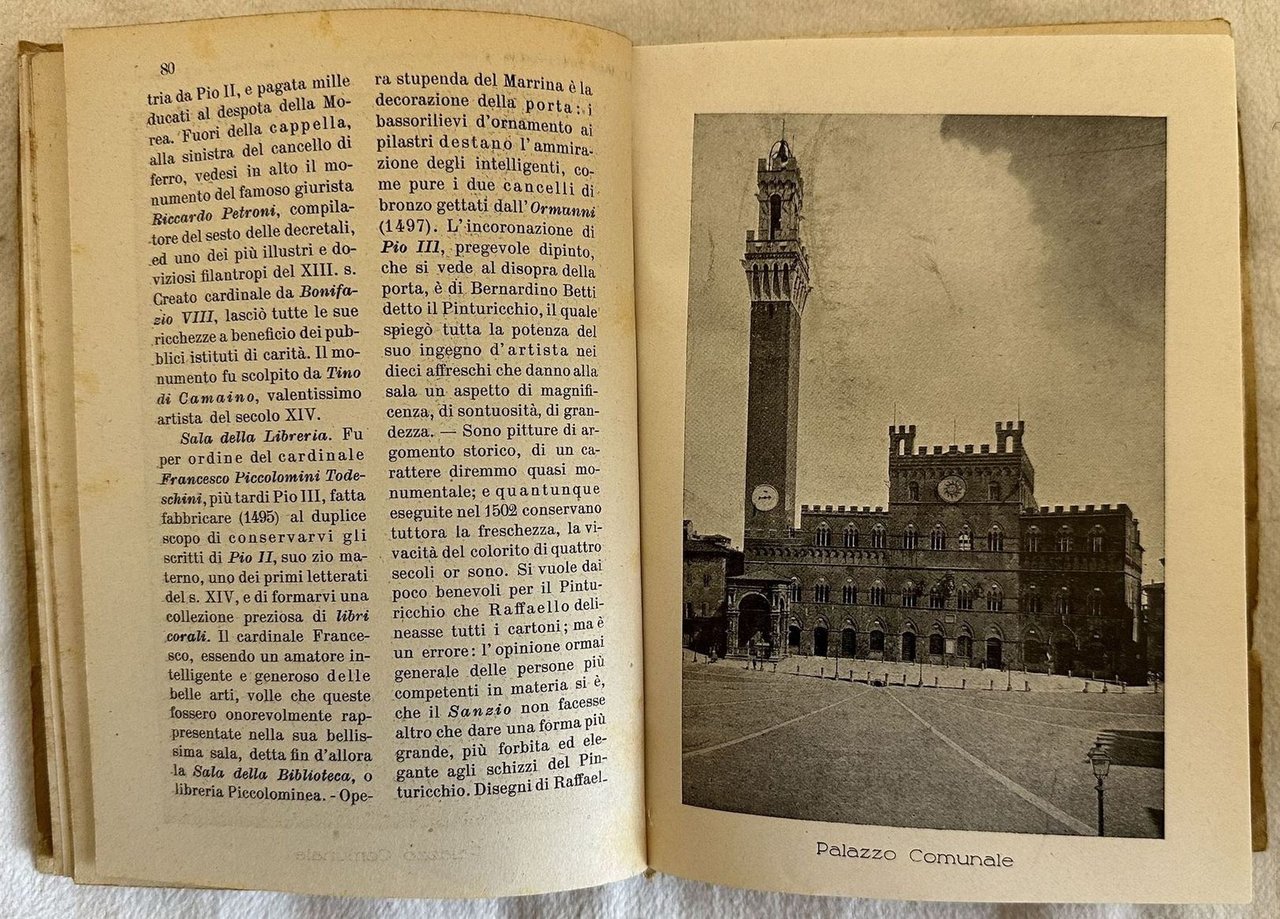 80
tria da Pio II, e pagata mille
ducati al despota della Mo-
rea. Fuori della cappella,
alla sinistra del cancello di
ferro, vedesi in alto il mo-
numento del famoso giurista
Riccardo Petroni, compila-
tore del sesto delle decretali,
ed uno dei più illustri e do-
viziosi filantropi del XIII. s.
Creato cardinale da Bonifa-
zio VIII, lasciò tutte le sue
ricchezze a beneficio dei pub-
blici istituti di carità. Il mo-
numento fu scolpito da Tino
di Camaino, valentissimo
artista del secolo XIV.
Sala della Libreria. Fu
per ordine del cardinale
Francesco Piccolomini Tode-
schini, più tardi Pio III, fatta
fabbricare (1495) al duplice
scopo di conservarvi gli
scritti di Pio II, suo zio ma-
terno, uno dei primi letterati
del s. XIV, e di formarvi una
collezione preziosa di libri
corali. Il cardinale France-
sco, essendo un amatore in-
telligente e generoso delle
belle arti, volle che queste
fossero onorevolmente rap-
presentate nella sua bellis-
sima sala, detta fin d'allora
la Sala della Biblioteca, o
libreria Piccolominea. - Ope-
ra stupenda del Marrina è la
decorazione della porta: i
bassorilievi d'ornamento ai
pilastri destano l'ammira-
zione degli intelligenti, co-
me pure i due cancelli di
bronzo gettati dall'Ormanni
(1497). L'incoronazione di
Pio III, pregevole dipinto,
che si vede al disopra della
porta, è di Bernardino Betti
detto il Pinturicchio, il quale
spiegò tutta la potenza del
suo ingegno d'artista nei
dieci affreschi che danno alla
sala un aspetto di magnifi-
cenza, di sontuosità, di gran-
dezza. — Sono pitture di ar-
gomento storico, di un ca-
rattere diremmo quasi mo-
numentale; e quantunque
eseguite nel 1502 conservano
tuttora la freschezza, la vi-
vacità del colorito di quattro
secoli or sono. Si vuole dai
poco benevoli per il Pintu-
ricchio che Raffaello deli-
neasse tutti i cartoni; ma è
un errore: l'opinione ormai
generale delle persone più
competenti in materia si è,
che il Sanzio non facesse
altro che dare una forma più
grande, più forbita ed ele-
gante agli schizzi del Pin-
turicchio. Disegni di Raffael-
Palazzo Comunale